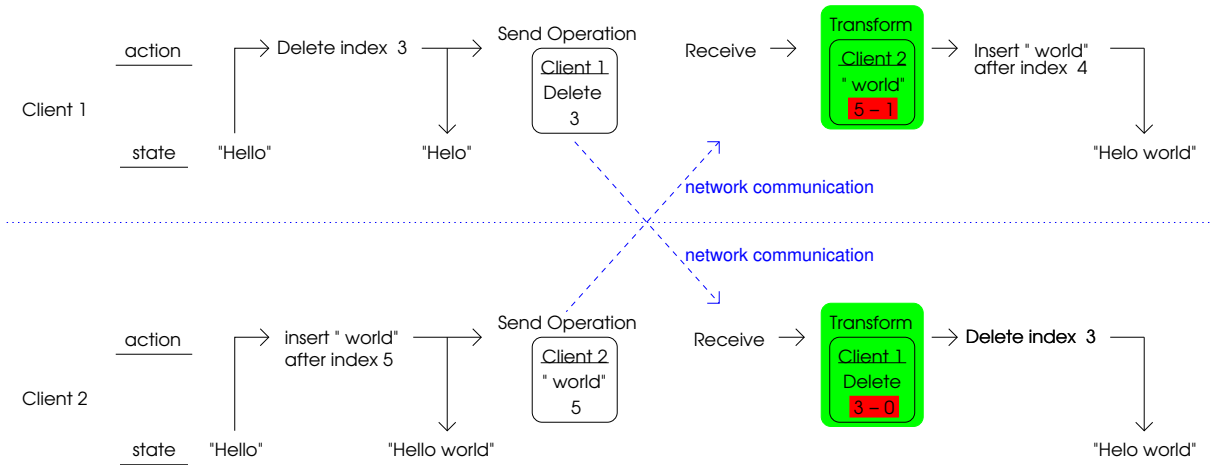 Client 1
action
Delete index 3
Send Operation
Client 1
Delete
3
Receive
Transform
Client 2
" world"
5 – 1
Insert " world"
after index 4
state
"Hello"
"Helo"
"Helo world"
network communication
network communication
Client 2
action
insert " world"
after index 5
Send Operation
Client 2
" world"
5
Receive
Transform
Client 1
Delete
3 – 0
Delete index 3
state
"Hello"
"Hello world"
"Helo world"